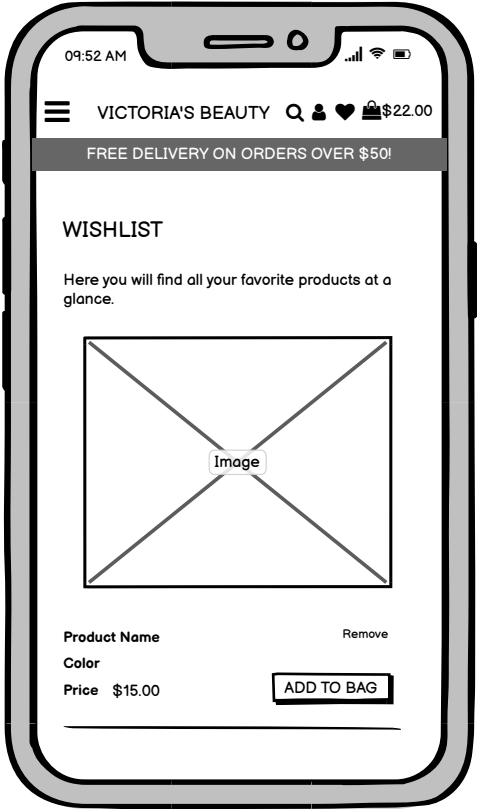 09:52 AM
VICTORIA'S BEAUTY $22.00
FREE DELIVERY ON ORDERS OVER $50!
WISHLIST
Here you will find all your favorite products at a
glance.
Image
Product Name
Remove
Color
Price $15.00
ADD TO BAG